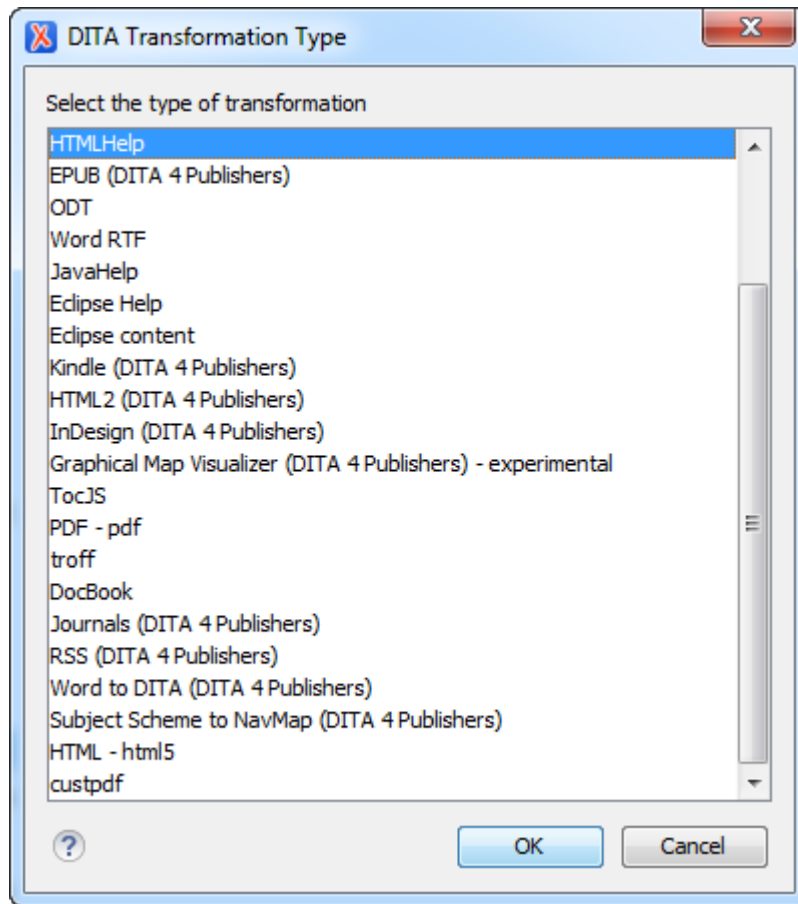 DITA Transformation Type
Select the type of transformation
HTMLHelp
EPUB (DITA 4 Publishers)
ODT
Word RTF
JavaHelp
Eclipse Help
Eclipse content
Kindle (DITA 4 Publishers)
HTML2 (DITA 4 Publishers)
InDesign (DITA 4 Publishers)
Graphical Map Visualizer (DITA 4 Publishers) - experimental
TocJS
PDF - pdf
troff
DocBook
Journals (DITA 4 Publishers)
RSS (DITA 4 Publishers)
Word to DITA (DITA 4 Publishers)
Subject Scheme to NavMap (DITA 4 Publishers)
HTML - html5
custpdf
? OK Cancel